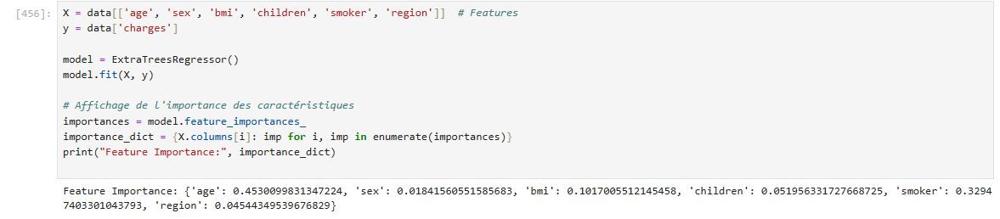 [456]: X = data[['age', 'sex', 'bmi', 'children', 'smoker', 'region']]  # Features
y = data['charges']
model = ExtraTreesRegressor()
model.fit(X, y)
# Affichage de l'importance des caractéristiques
importances = model.feature_importances_
importance_dict = {X.columns[i]: imp for i, imp in enumerate(importances)}
print("Feature Importance:", importance_dict)
Feature Importance: {'age': 0.4530099831347224, 'sex': 0.01841560551585683, 'bmi': 0.1017005512145458, 'children': 0.051956331727668725, 'smoker': 0.3294
7403301043793, 'region': 0.04544349539676829}